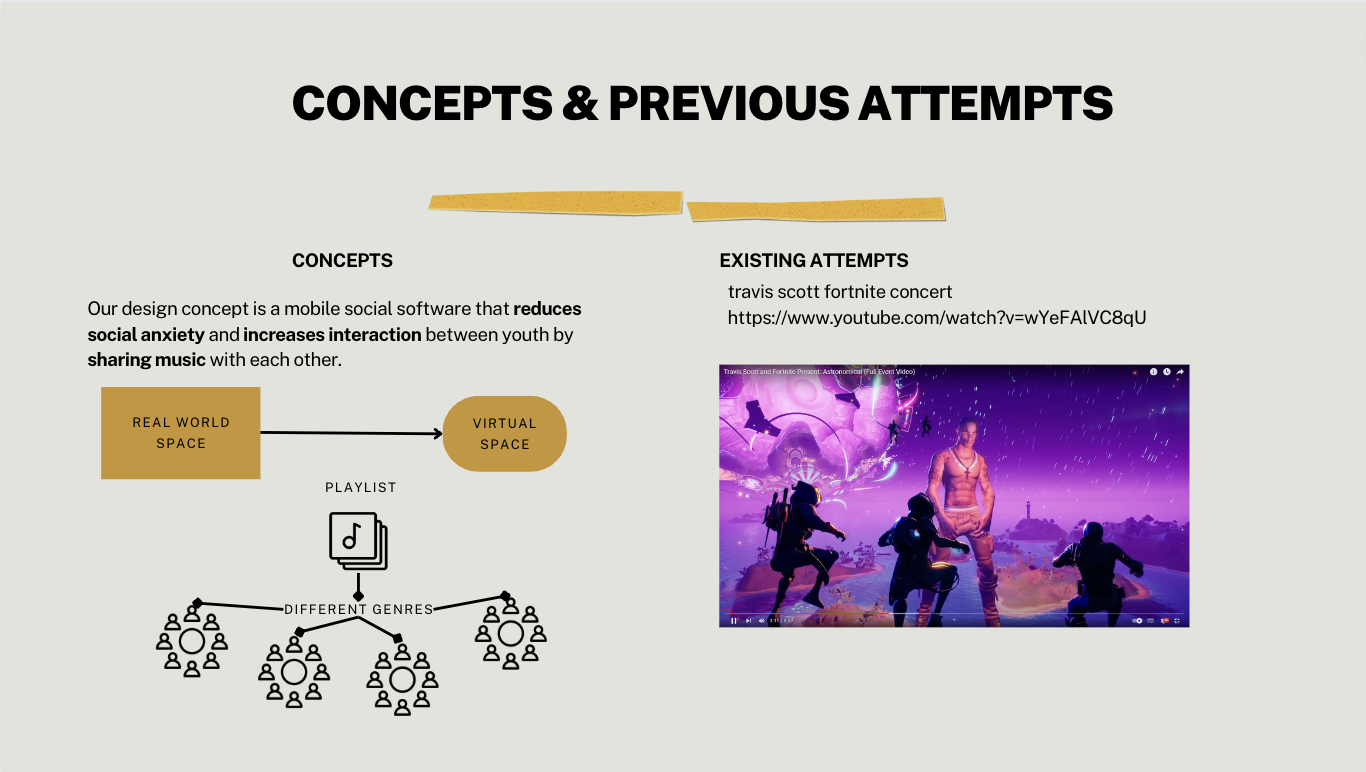 CONCEPTS & PREVIOUS ATTEMPTS
CONCEPTS
Our design concept is a mobile social software that reduces
social anxiety and increases interaction between youth by
sharing music with each other.
REAL WORLD
SPACE
VIRTUAL
SPACE
PLAYLIST
DIFFERENT GENRES
EXISTING ATTEMPTS
travis scott fortnite concert
https://www.youtube.com/watch?v=wYeFAlVC8qU
Travis Scott and Fortnite Present: Astronomical (Full Event Video)